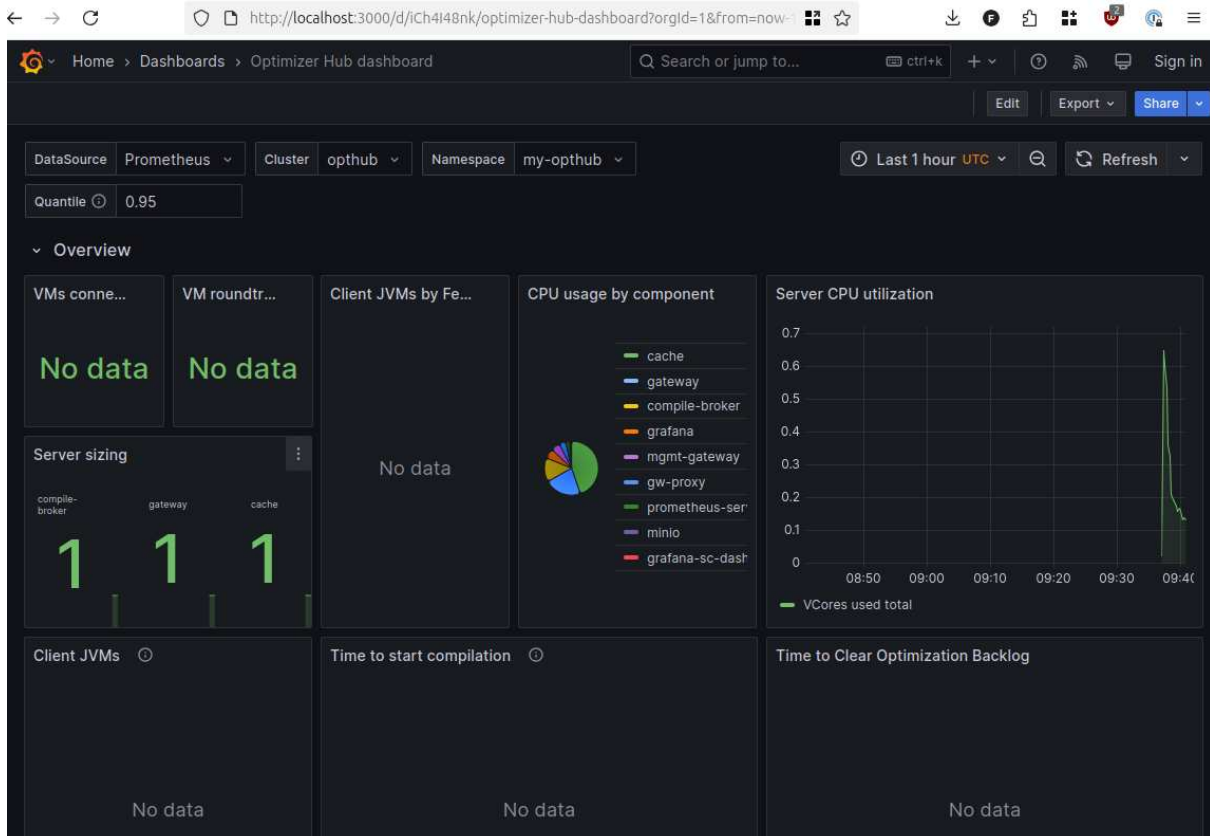 http://localhost:3000/d/iCh4I48nk/optimizer-hub-dashboard?orgId=1&from=now-
2
Home › Dashboards › Optimizer Hub dashboard
Search or jump to...
ctrl+k
Sign in
Edit
Export
Share
DataSource
Prometheus
Cluster
opthub
Namespace
my-opthub
Last 1 hour UTC
Refresh
Quantile
0.95
Overview
VMs conne...
No data
VM roundtr...
No data
Client JVMs by Fe...
No data
CPU usage by component
cache
gateway
compile-broker
grafana
mgmt-gateway
gw-proxy
prometheus-ser
minio
grafana-sc-dash
Server CPU utilization
0.7
0.6
0.5
0.4
0.3
0.2
0.1
0
08:50 09:00 09:10 09:20 09:30 09:40
VCores used total
Server sizing
compile-
broker
1
gateway
1
cache
1
Client JVMs
No data
Time to start compilation
No data
Time to Clear Optimization Backlog
No data